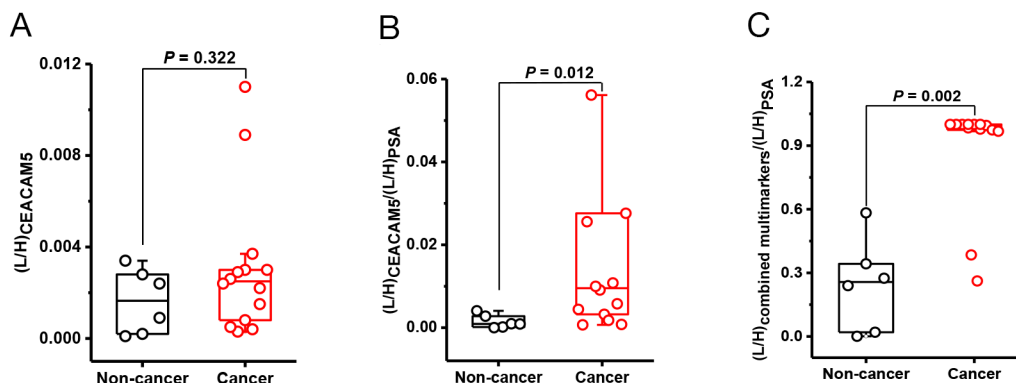 A
(L/H)CEACAM5
0.012
0.008
0.004
0.000
P = 0.322
Non-cancer
Cancer
B
(L/H)CEACAM5/(L/H)PSA
0.06
0.04
0.02
0.00
P = 0.012
Non-cancer
Cancer
C
(L/H)combined multimarkers/(L/H)PSA
1.2
0.9
0.6
0.3
0.0
P = 0.002
Non-cancer
Cancer